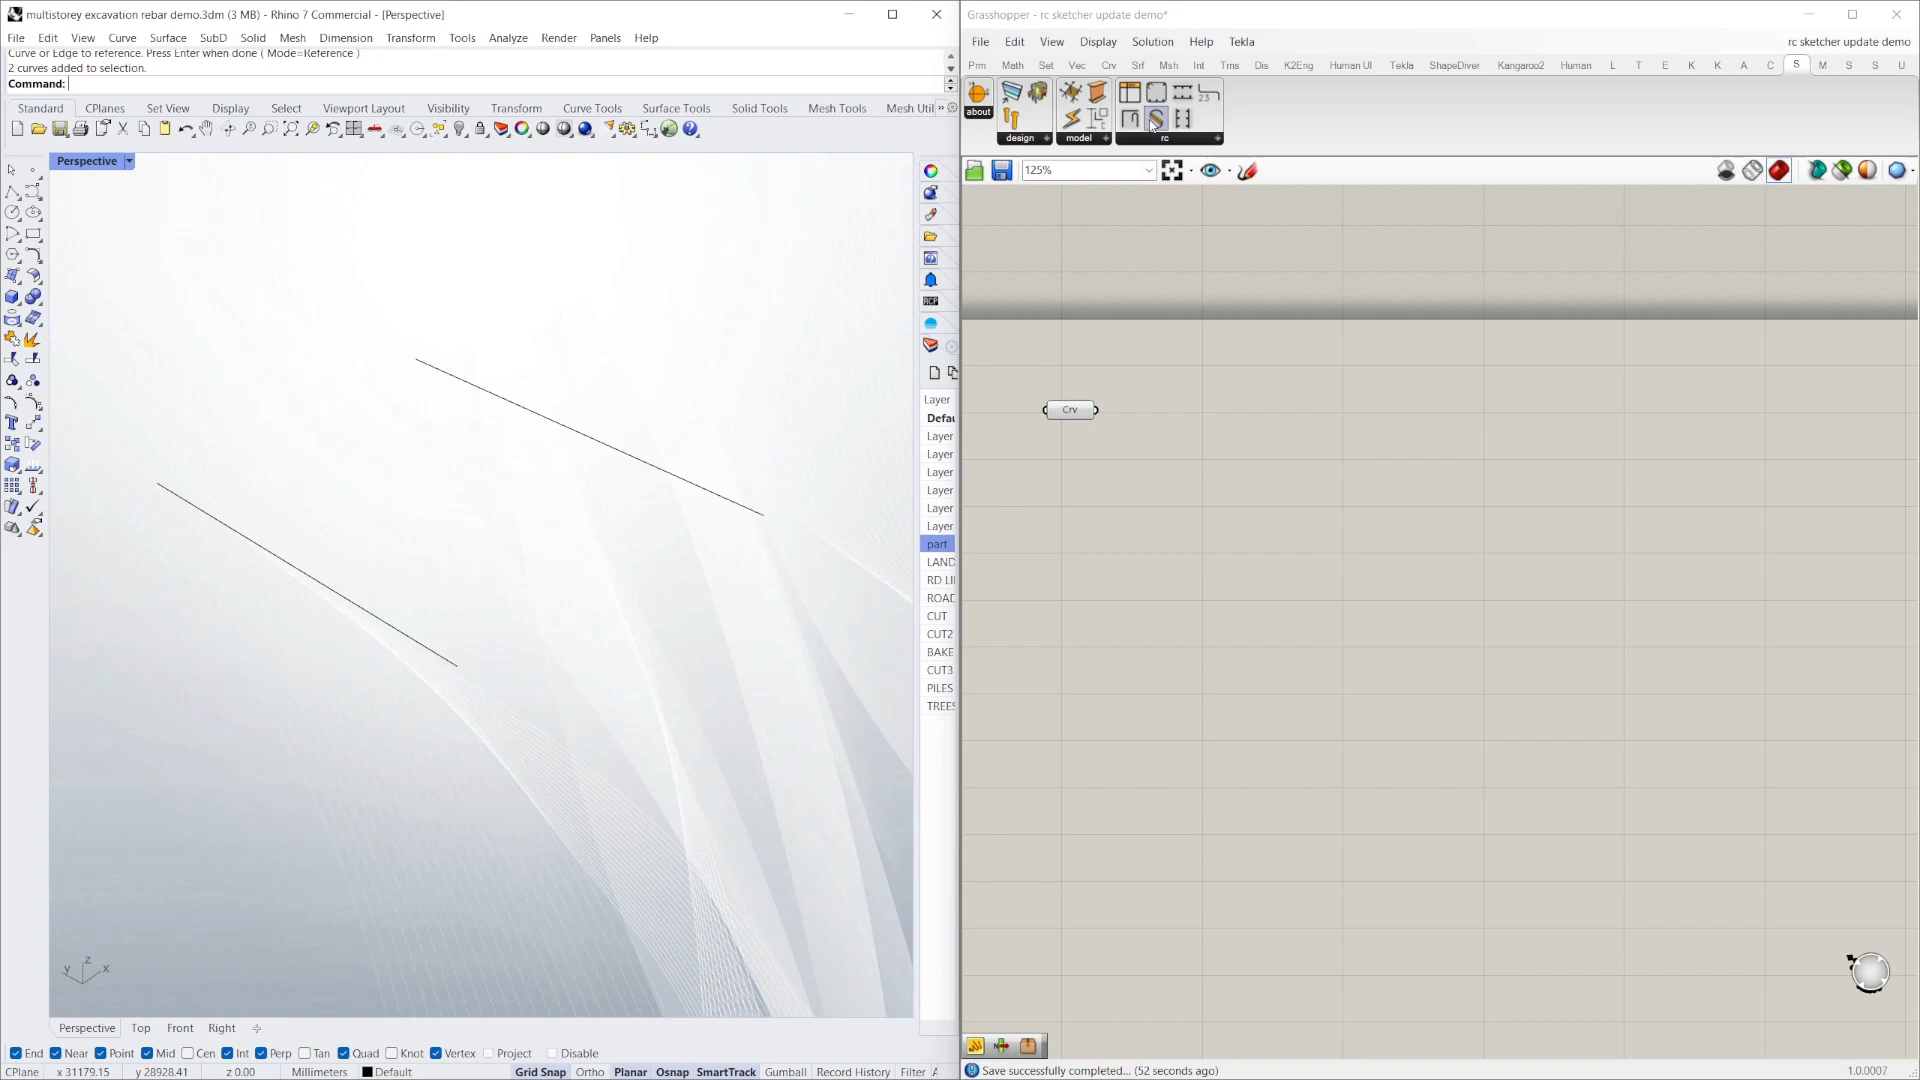 multistorey excavation rebar demo.3dm (3 MB) - Rhino 7 Commercial - [Perspective]
File Edit View Curve Surface SubD Solid Mesh Dimension Transform Tools Analyze Render Panels Help
Curve or Edge to reference. Press Enter when done ( Mode=Reference )
2 curves added to selection.
Command:
Standard CPlanes Set View Display Select Viewport Layout Visibility Transform Curve Tools Surface Tools Solid Tools Mesh Tools Mesh Util »
Perspective
RCP
Layer
Defau
Layer
Layer
Layer
Layer
Layer
Layer
part
LAND
RD LI
ROAD
CUT
CUT2
BAKE
CUT3
PILES
TREES
z
y x
Perspective Top Front Right
End Near Point Mid Cen Int Perp Tan Quad Knot Vertex Project Disable
CPlane x 31179.15 y 28928.41 z 0.00 Millimeters Default Grid Snap Ortho Planar Osnap SmartTrack Gumball Record History Filter A
Grasshopper - rc sketcher update demo*
File Edit View Display Solution Help Tekla rc sketcher update demo
Prm Math Set Vec Crv Srf Msh Int Trns Dis K2Eng Human UI Tekla ShapeDiver Kangaroo2 Human L T E K K A C S M S S U
23
about design model rc
125%
Crv
Save successfully completed... (52 seconds ago) 1.0.0007